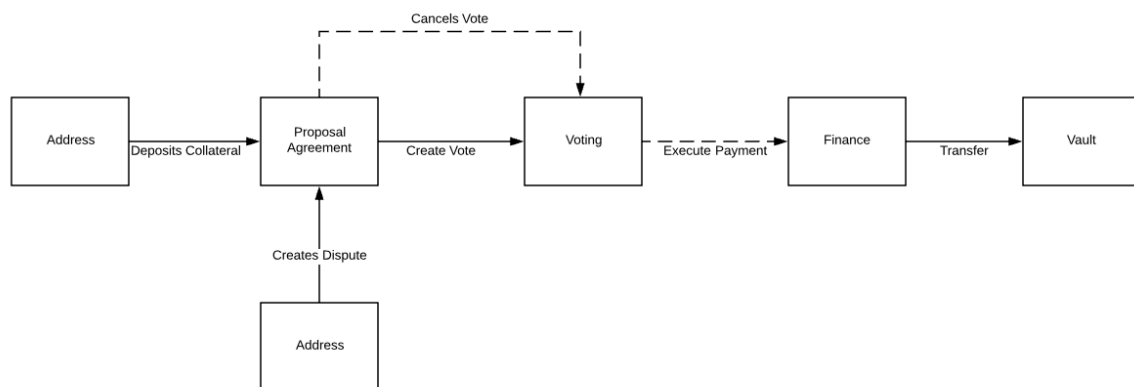 Cancels Vote
Address
Deposits Collateral
Proposal
Agreement
Create Vote
Voting
Execute Payment
Finance
Transfer
Vault
Creates Dispute
Address